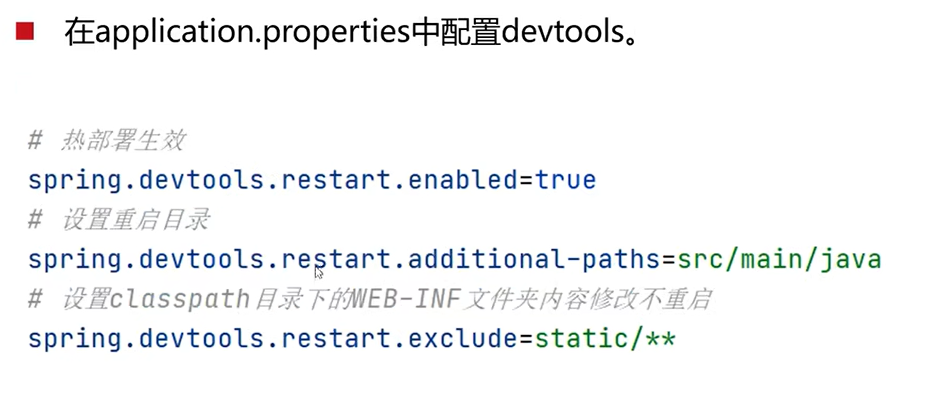 在application.properties中配置devtools。
# 热部署生效
spring.devtools.restart.enabled=true
# 设置重启目录
spring.devtools.restart.additional-paths=src/main/java
# 设置classpath目录下的WEB-INF文件夹内容修改不重启
spring.devtools.restart.exclude=static/**